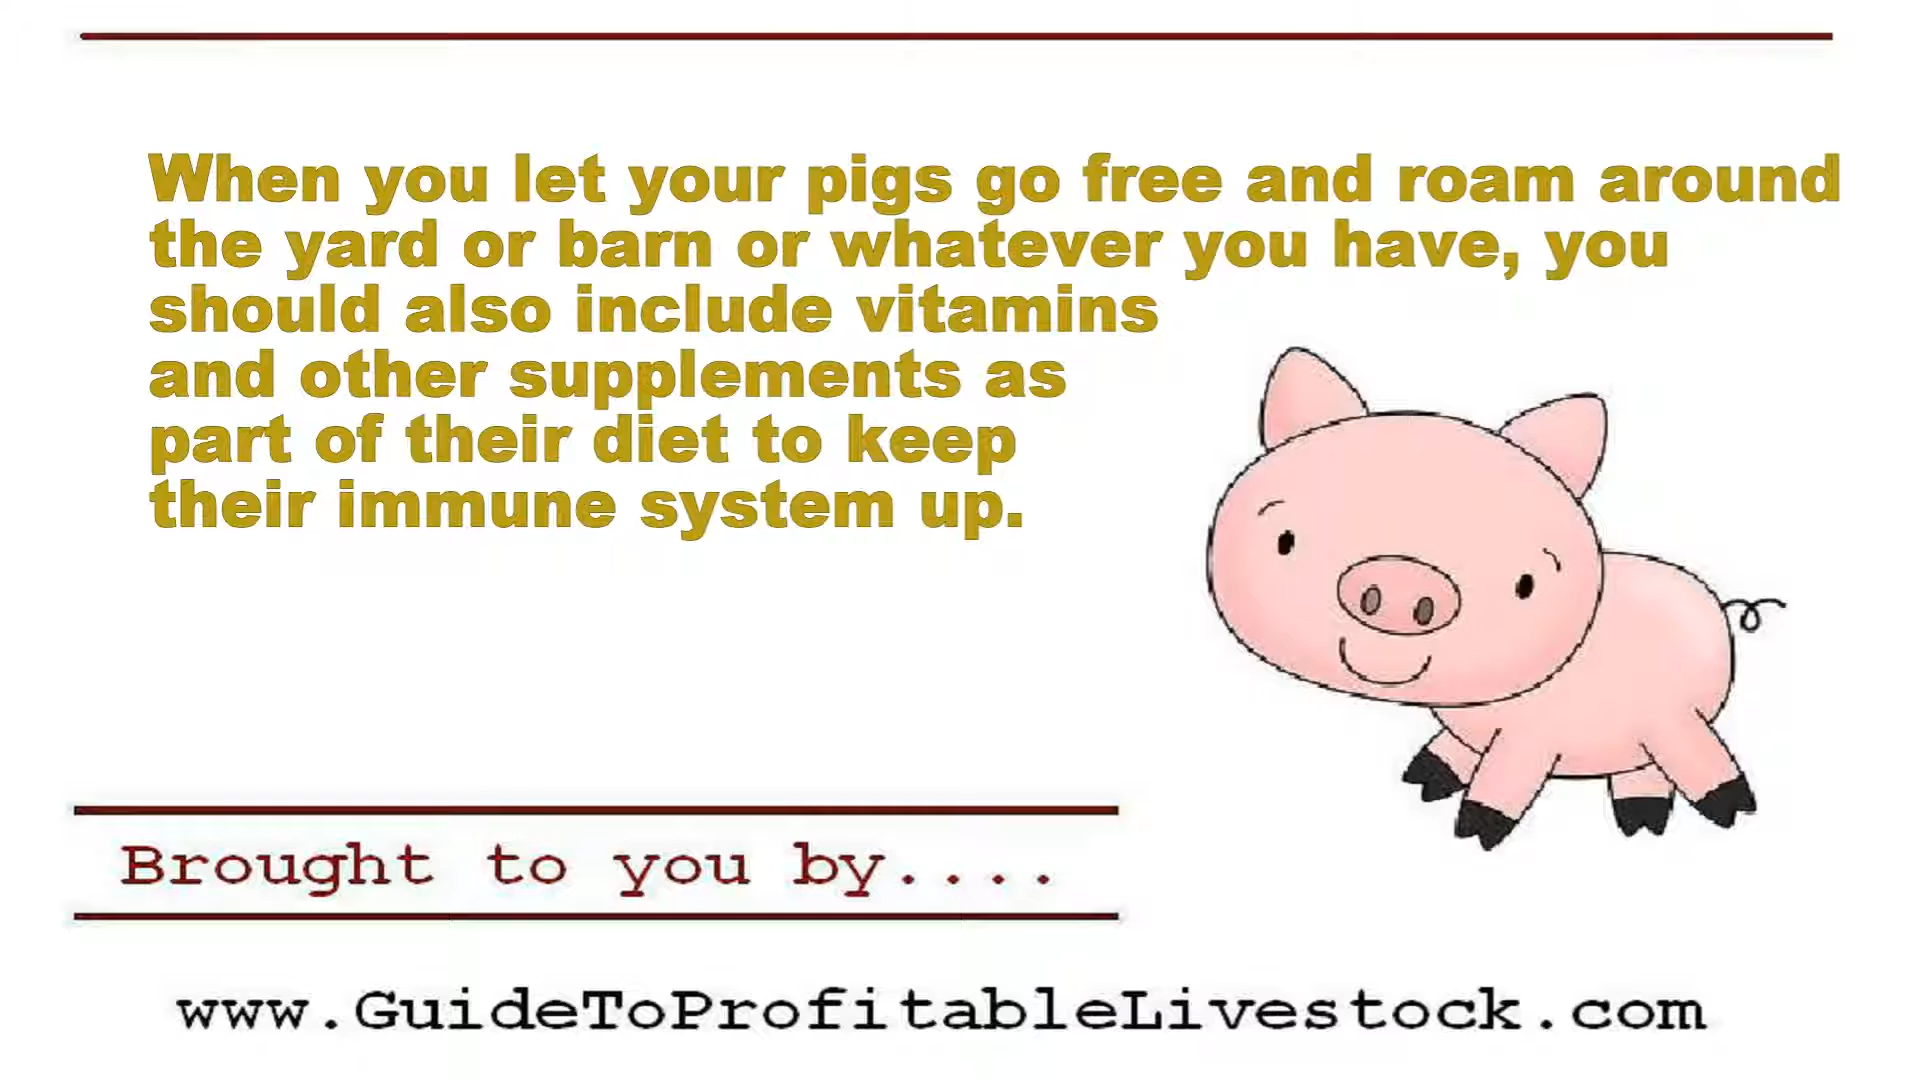 When you let your pigs go free and roam around
the yard or barn or whatever you have, you
should also include vitamins
and other supplements as
part of their diet to keep
their immune system up.
Brought to you by....
www.GuideToProfitableLivestock.com